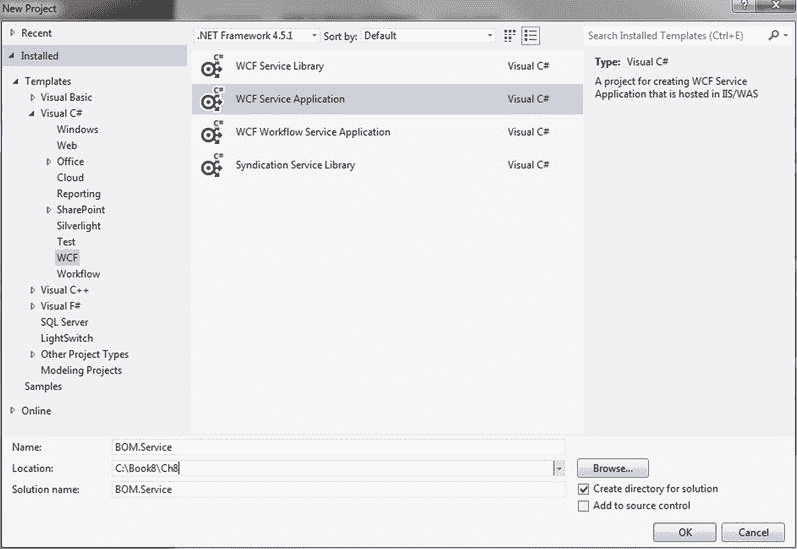 New Project
?
x
Recent
.NET Framework 4.5.1
Sort by: Default
Search Installed Templates (Ctrl+E)
Installed
Templates
Visual Basic
Visual C#
Windows
Web
Office
Cloud
Reporting
SharePoint
Silverlight
Test
WCF
Workflow
Visual C++
Visual F#
SQL Server
LightSwitch
Other Project Types
Modeling Projects
Samples
Online
C#
WCF Service Library
Visual C#
C#
WCF Service Application
Visual C#
C#
WCF Workflow Service Application
Visual C#
C#
Syndication Service Library
Visual C#
Type: Visual C#
A project for creating WCF Service
Application that is hosted in IIS/WAS
Name: BOM.Service
Location: C:\Book8\Ch8
Browse...
Solution name: BOM.Service
Create directory for solution
Add to source control
OK
Cancel